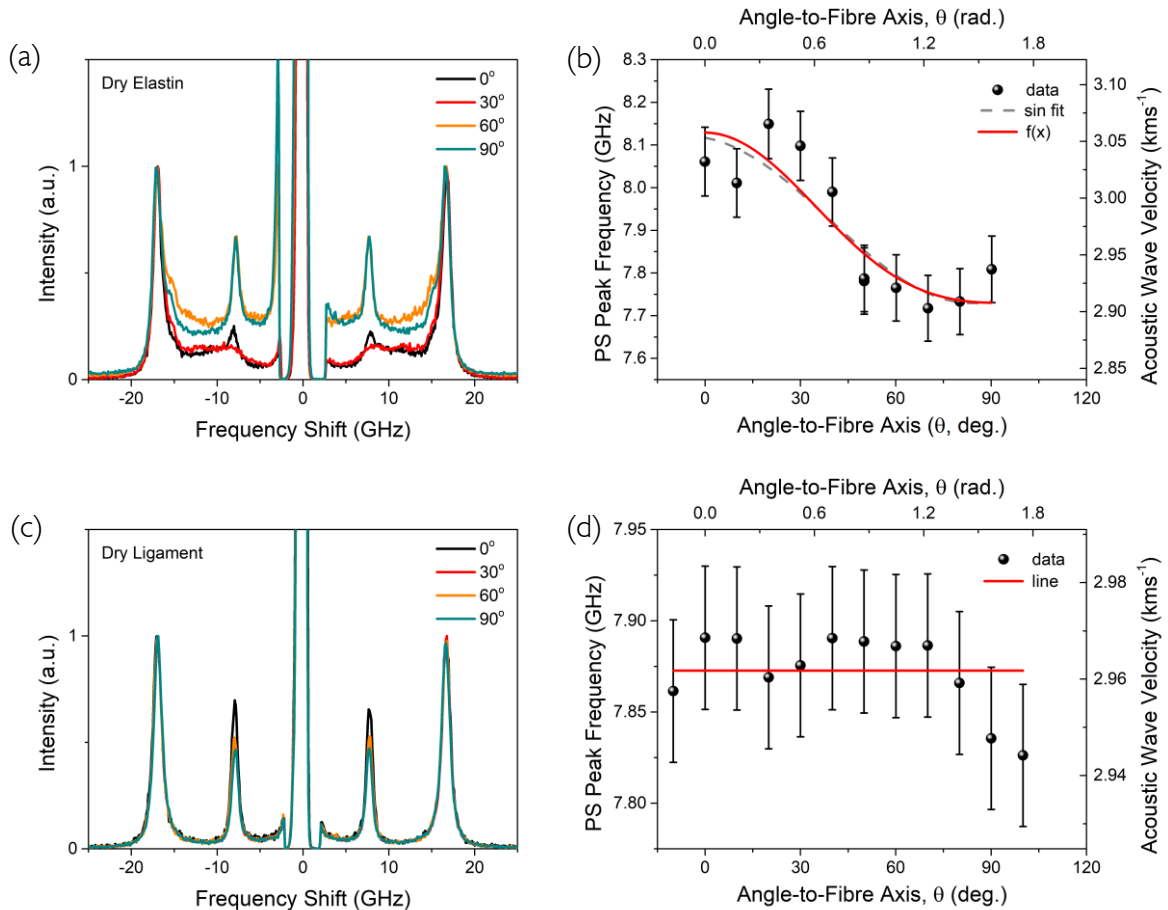 (a)
Dry Elastin
0°
30°
60°
90°
1
0
Intensity (a.u.)
-20 -10 0 10 20
Frequency Shift (GHz)
(b)
Angle-to-Fibre Axis, θ (rad.)
0.0 0.6 1.2 1.8
data
sin fit
f(x)
8.3
8.2
8.1
8.0
7.9
7.8
7.7
7.6
PS Peak Frequency (GHz)
3.10
3.05
3.00
2.95
2.90
2.85
Acoustic Wave Velocity (kms⁻¹)
0 30 60 90 120
Angle-to-Fibre Axis (θ, deg.)
(c)
Dry Ligament
0°
30°
60°
90°
1
0
Intensity (a.u.)
-20 -10 0 10 20
Frequency Shift (GHz)
(d)
Angle-to-Fibre Axis, θ (rad.)
0.0 0.6 1.2 1.8
data
line
7.95
7.90
7.85
7.80
PS Peak Frequency (GHz)
2.98
2.96
2.94
Acoustic Wave Velocity (kms⁻¹)
0 30 60 90 120
Angle-to-Fibre Axis, θ (deg.)